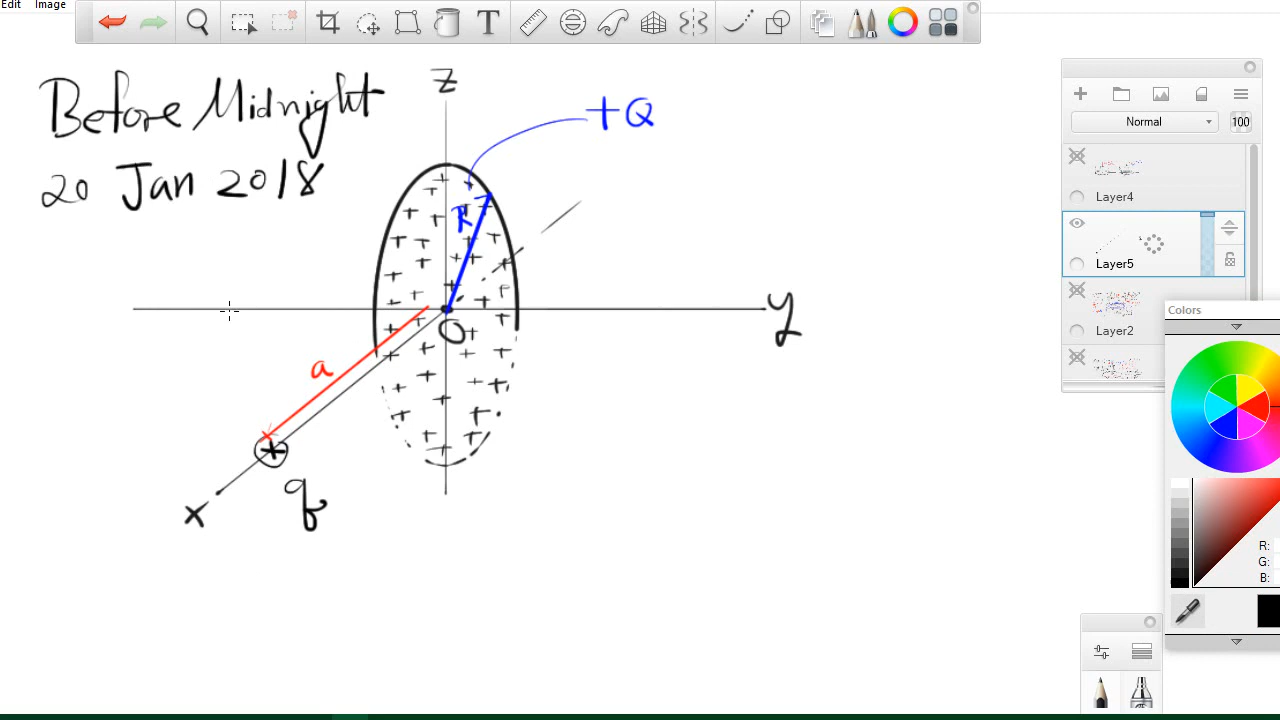 Edit Image
Before Midnight
20 Jan 2018
z
+Q
R
O
y
a
q
x
T
Normal
100
Layer4
Layer5
Layer2
Colors
R:
G:
B: